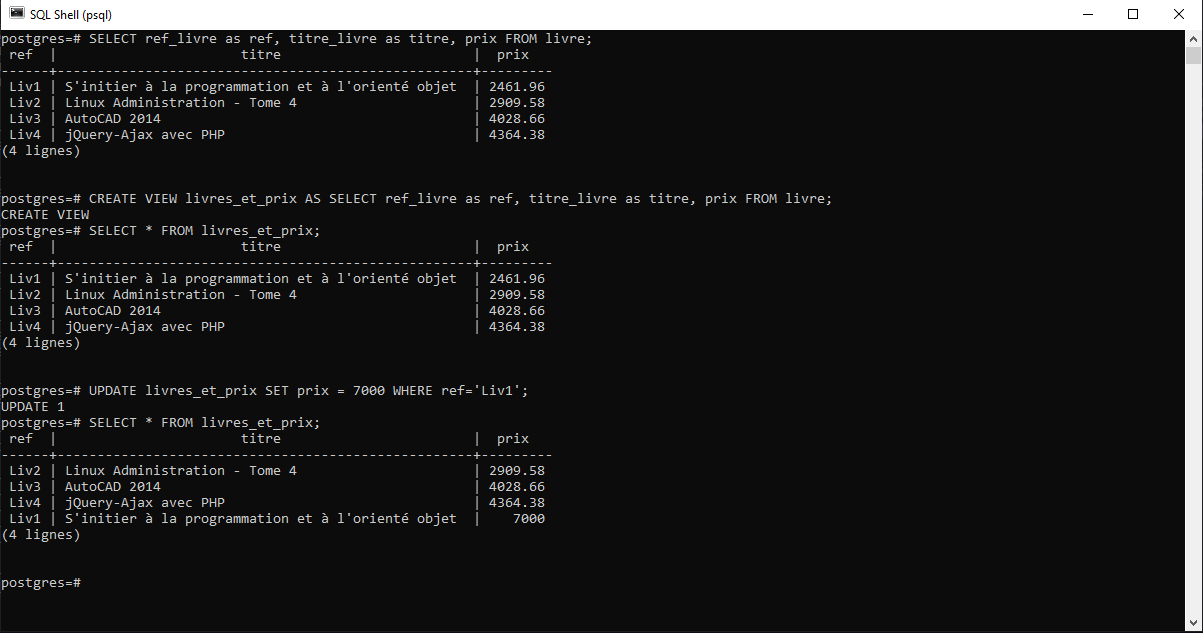 SQL Shell (psql)
postgres=# SELECT ref_livre as ref, titre_livre as titre, prix FROM livre;
 ref  |                       titre                        |  prix
------+----------------------------------------------------+---------
 Liv1 | S'initier à la programmation et à l'orienté objet  | 2461.96
 Liv2 | Linux Administration - Tome 4                      | 2909.58
 Liv3 | AutoCAD 2014                                       | 4028.66
 Liv4 | jQuery-Ajax avec PHP                               | 4364.38
(4 lignes)
postgres=# CREATE VIEW livres_et_prix AS SELECT ref_livre as ref, titre_livre as titre, prix FROM livre;
CREATE VIEW
postgres=# SELECT * FROM livres_et_prix;
 ref  |                       titre                        |  prix
------+----------------------------------------------------+---------
 Liv1 | S'initier à la programmation et à l'orienté objet  | 2461.96
 Liv2 | Linux Administration - Tome 4                      | 2909.58
 Liv3 | AutoCAD 2014                                       | 4028.66
 Liv4 | jQuery-Ajax avec PHP                               | 4364.38
(4 lignes)
postgres=# UPDATE livres_et_prix SET prix = 7000 WHERE ref='Liv1';
UPDATE 1
postgres=# SELECT * FROM livres_et_prix;
 ref  |                       titre                        |  prix
------+----------------------------------------------------+---------
 Liv2 | Linux Administration - Tome 4                      | 2909.58
 Liv3 | AutoCAD 2014                                       | 4028.66
 Liv4 | jQuery-Ajax avec PHP                               | 4364.38
 Liv1 | S'initier à la programmation et à l'orienté objet  |    7000
(4 lignes)
postgres=#